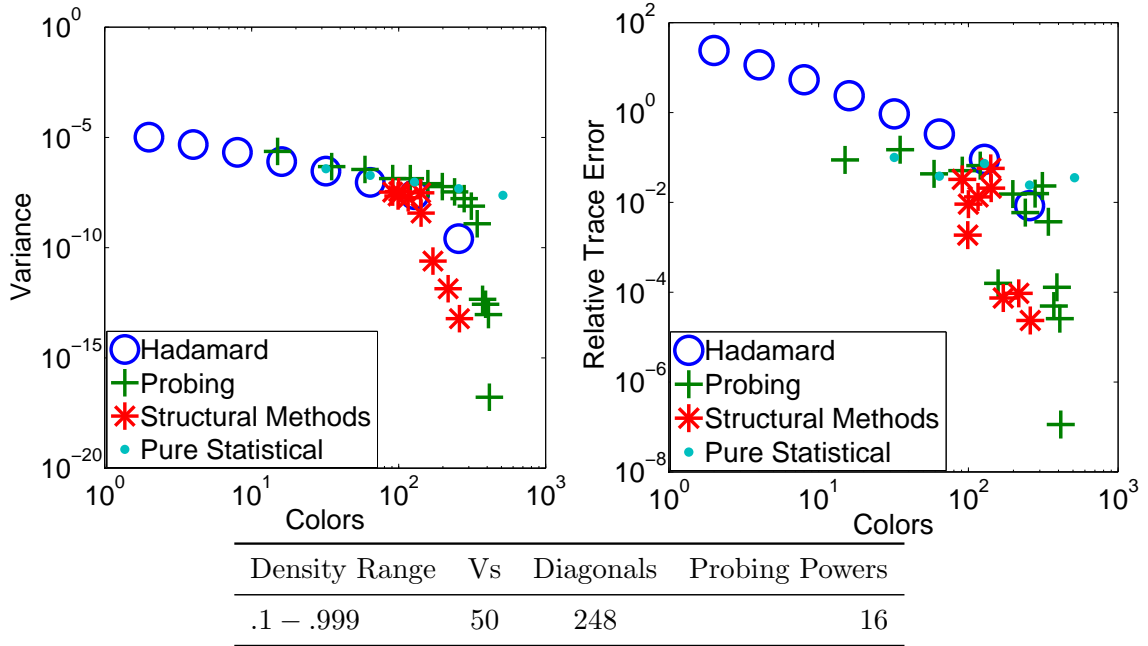 10^0
10^-5
10^-10
10^-15
10^-20
Variance
Hadamard
Probing
Structural Methods
Pure Statistical
10^0 10^1 10^2 10^3
Colors
10^2
10^0
10^-2
10^-4
10^-6
10^-8
Relative Trace Error
Hadamard
Probing
Structural Methods
Pure Statistical
10^0 10^1 10^2 10^3
Colors
Density Range Vs Diagonals Probing Powers
.1 − .999 50 248 16